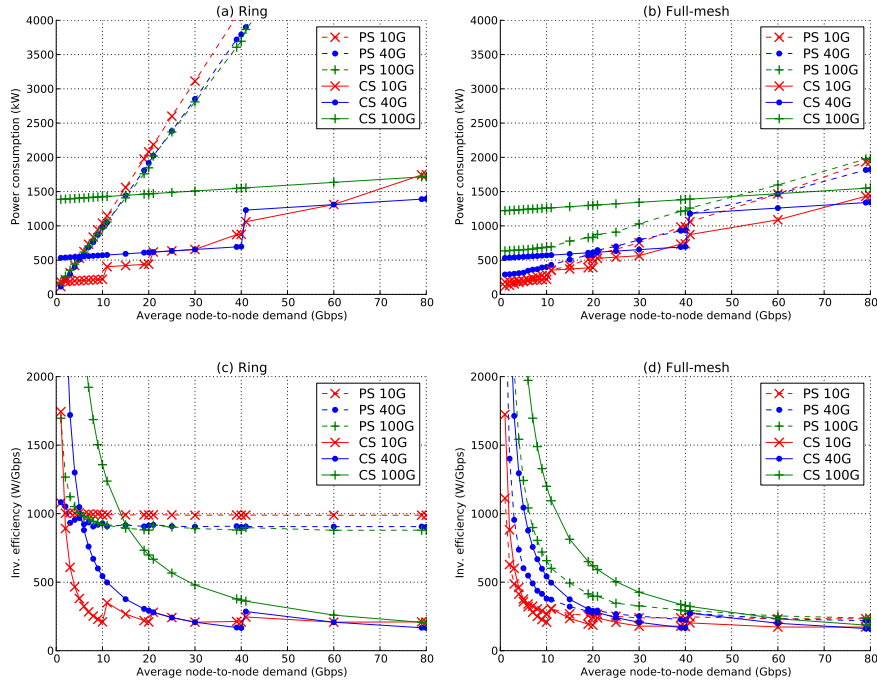 (a) Ring
4000
3500
3000
2500
2000
1500
1000
500
0
Power consumption (kW)
PS 10G
PS 40G
PS 100G
CS 10G
CS 40G
CS 100G
0 10 20 30 40 50 60 70 80
Average node-to-node demand (Gbps)
(b) Full-mesh
4000
3500
3000
2500
2000
1500
1000
500
0
Power consumption (kW)
PS 10G
PS 40G
PS 100G
CS 10G
CS 40G
CS 100G
0 10 20 30 40 50 60 70 80
Average node-to-node demand (Gbps)
(c) Ring
2000
1500
1000
500
0
Inv. efficiency (W/Gbps)
PS 10G
PS 40G
PS 100G
CS 10G
CS 40G
CS 100G
0 10 20 30 40 50 60 70 80
Average node-to-node demand (Gbps)
(d) Full-mesh
2000
1500
1000
500
0
Inv. efficiency (W/Gbps)
PS 10G
PS 40G
PS 100G
CS 10G
CS 40G
CS 100G
0 10 20 30 40 50 60 70 80
Average node-to-node demand (Gbps)